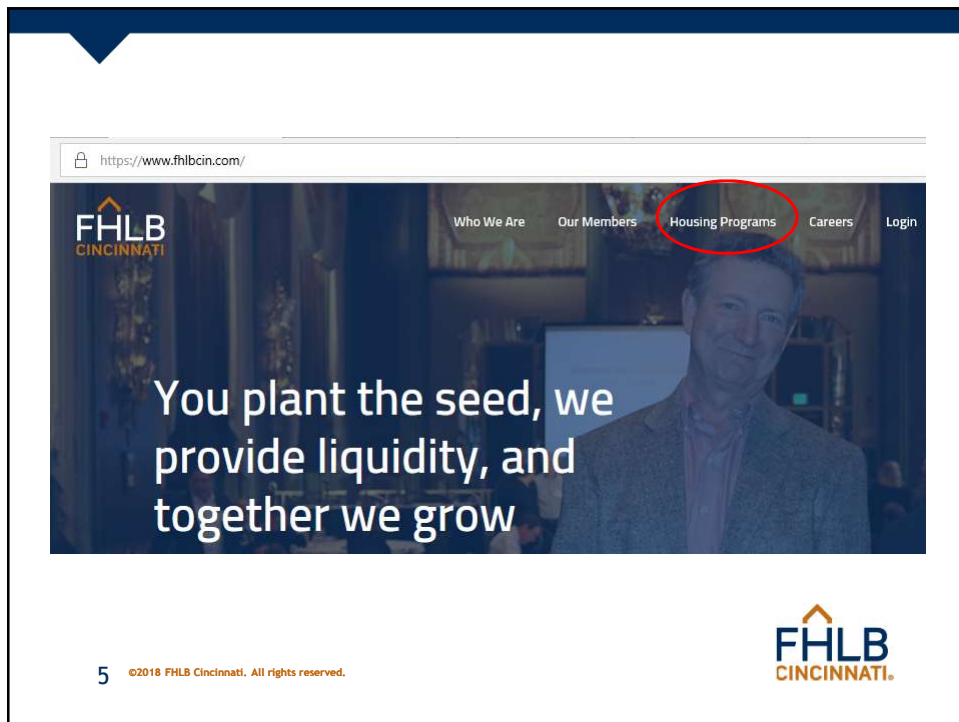 https://www.fhlbcin.com/
FHLB
CINCINNATI
Who We Are Our Members Housing Programs Careers Login
You plant the seed, we
provide liquidity, and
together we grow
5 ©2018 FHLB Cincinnati. All rights reserved.
FHLB
CINCINNATI®